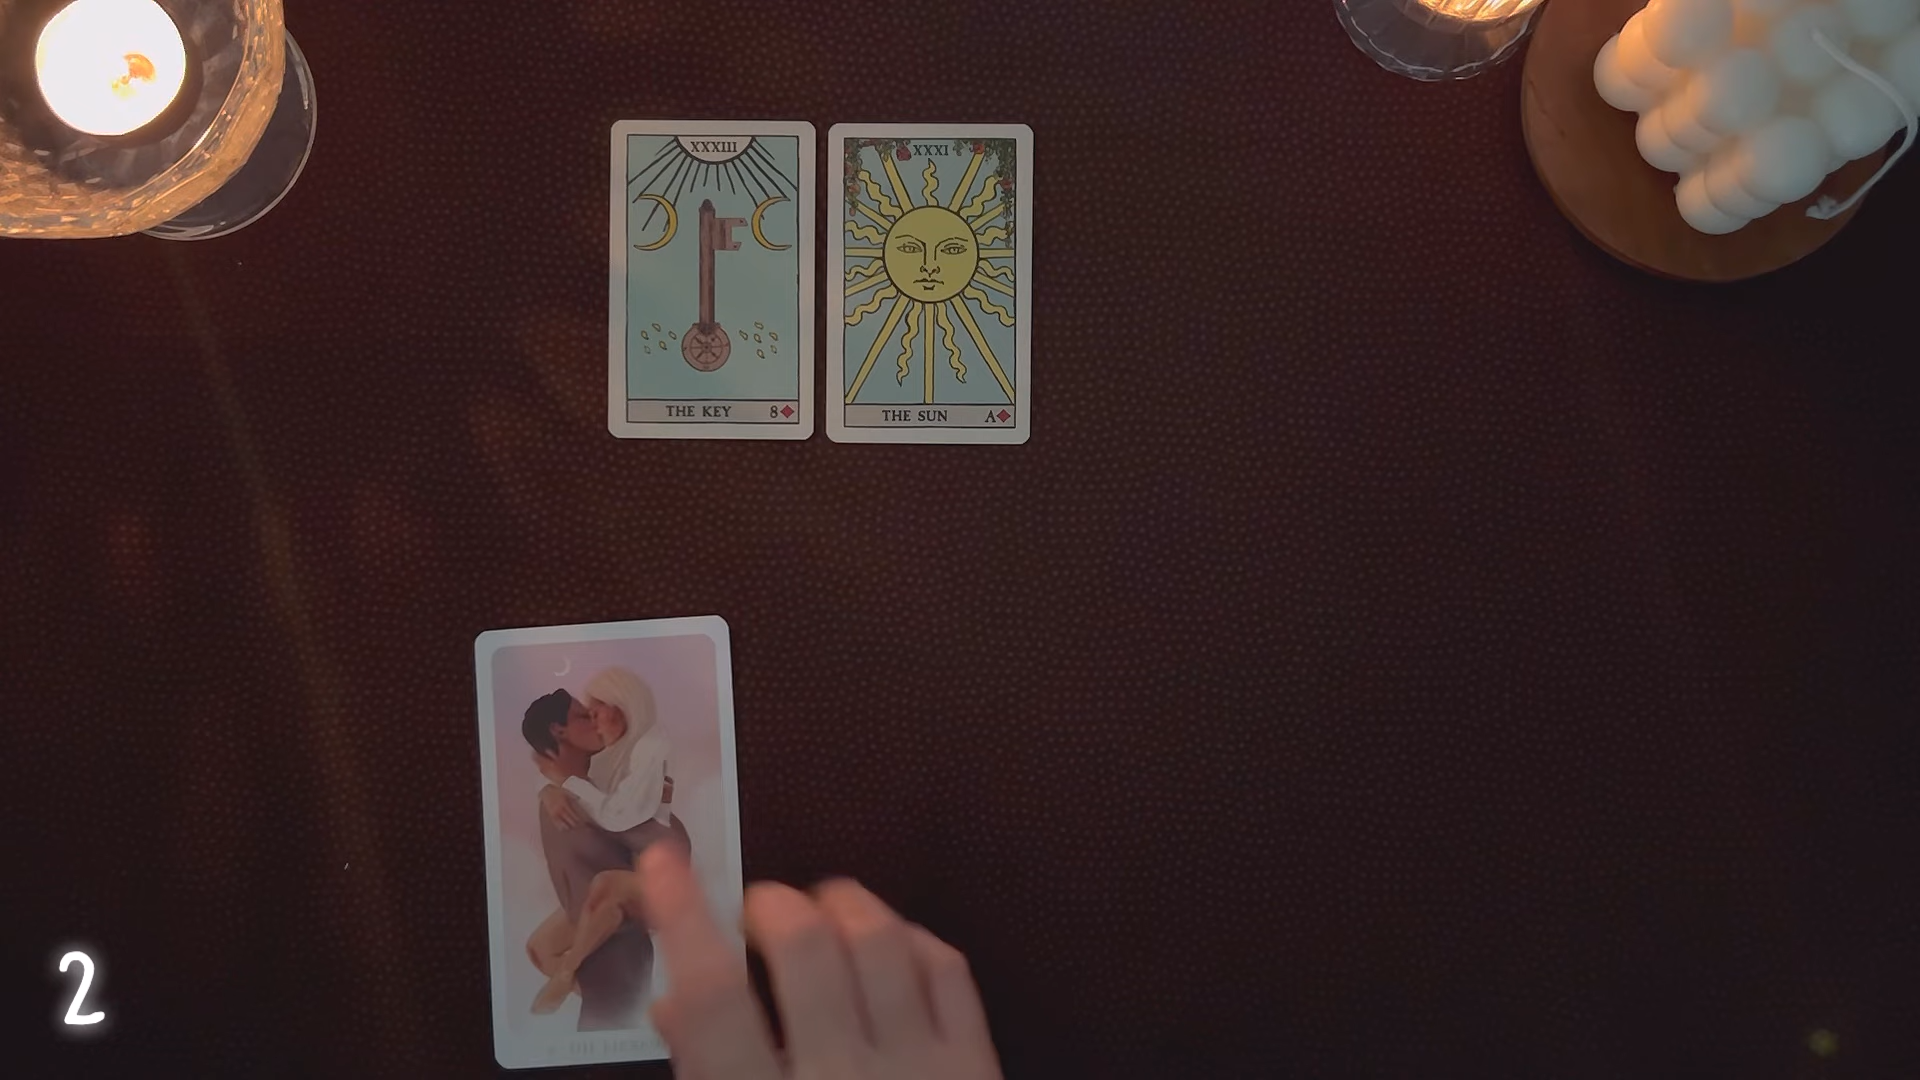 XXXIII
XXXI
THE KEY 8
THE SUN A
2